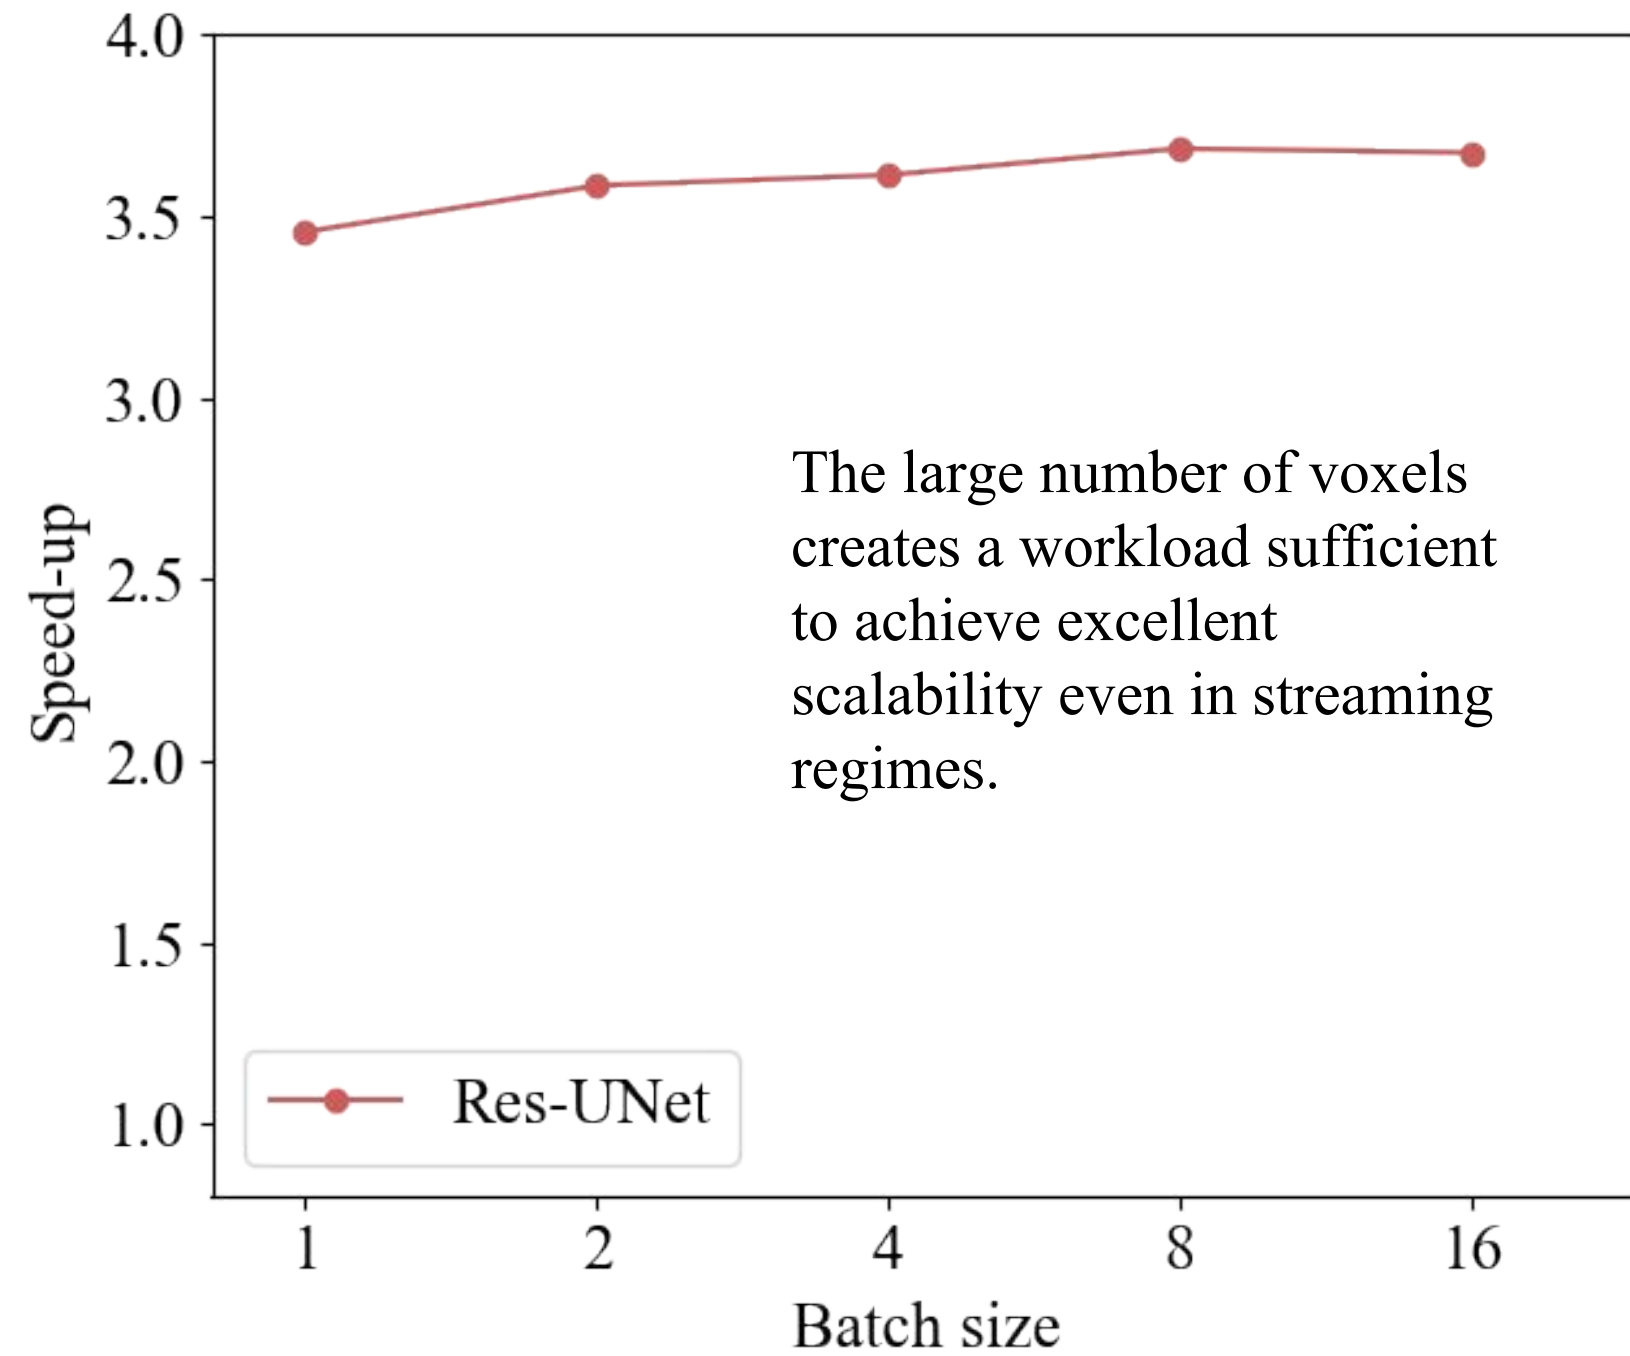 4.0
3.5
3.0
2.5
2.0
1.5
1.0
Speed-up
The large number of voxels
creates a workload sufficient
to achieve excellent
scalability even in streaming
regimes.
Res-UNet
1 2 4 8 16
Batch size